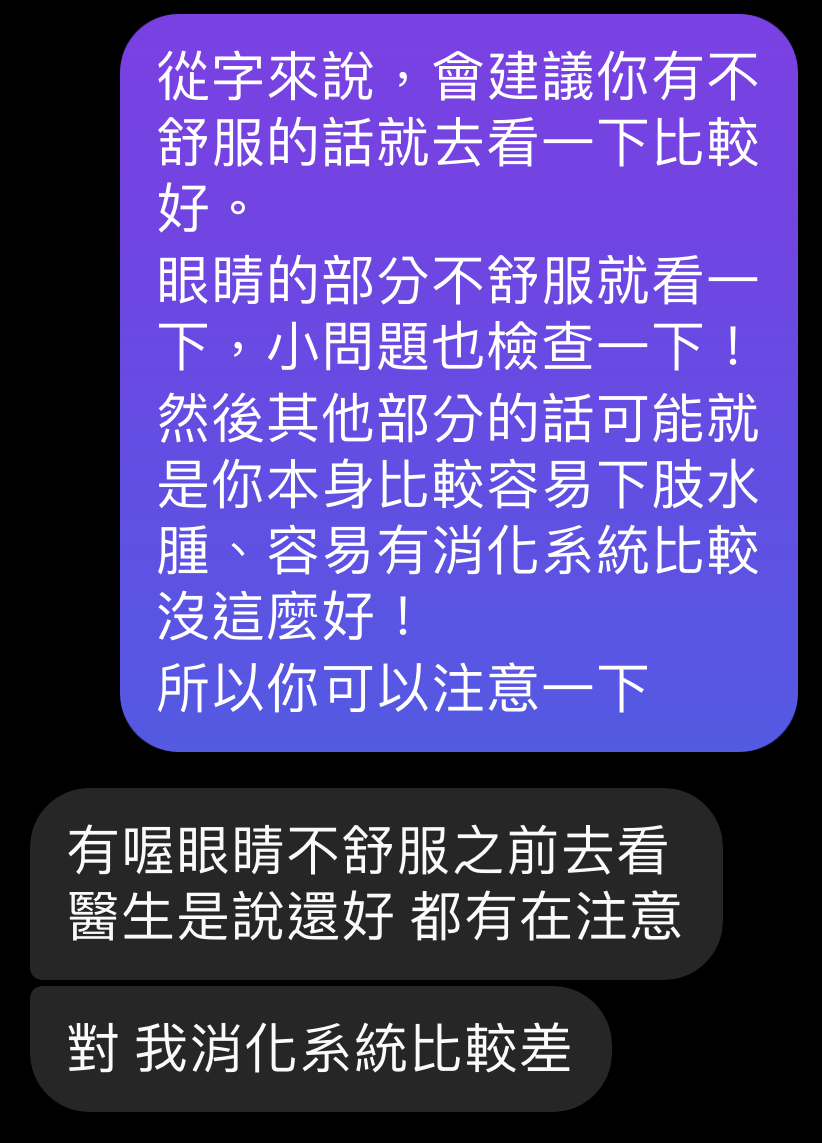 從字來說，會建議你有不
舒服的話就去看一下比較
好。
眼睛的部分不舒服就看一
下，小問題也檢查一下！
然後其他部分的話可能就
是你本身比較容易下肢水
腫、容易有消化系統比較
沒這麼好！
所以你可以注意一下
有喔眼睛不舒服之前去看
醫生是說還好 都有在注意
對 我消化系統比較差